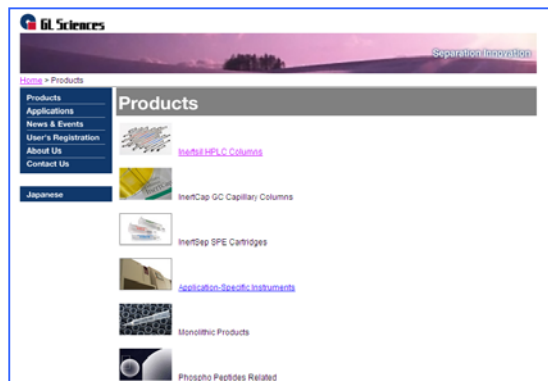 GL Sciences
Separation Innovation
Home > Products
Products
Applications
News & Events
User's Registration
About Us
Contact Us
Japanese
Products
Inertsil HPLC Columns
InertCap GC Capillary Columns
InertSep SPE Cartridges
Application-Specific Instruments
Monolithic Products
Phospho Peptides Related